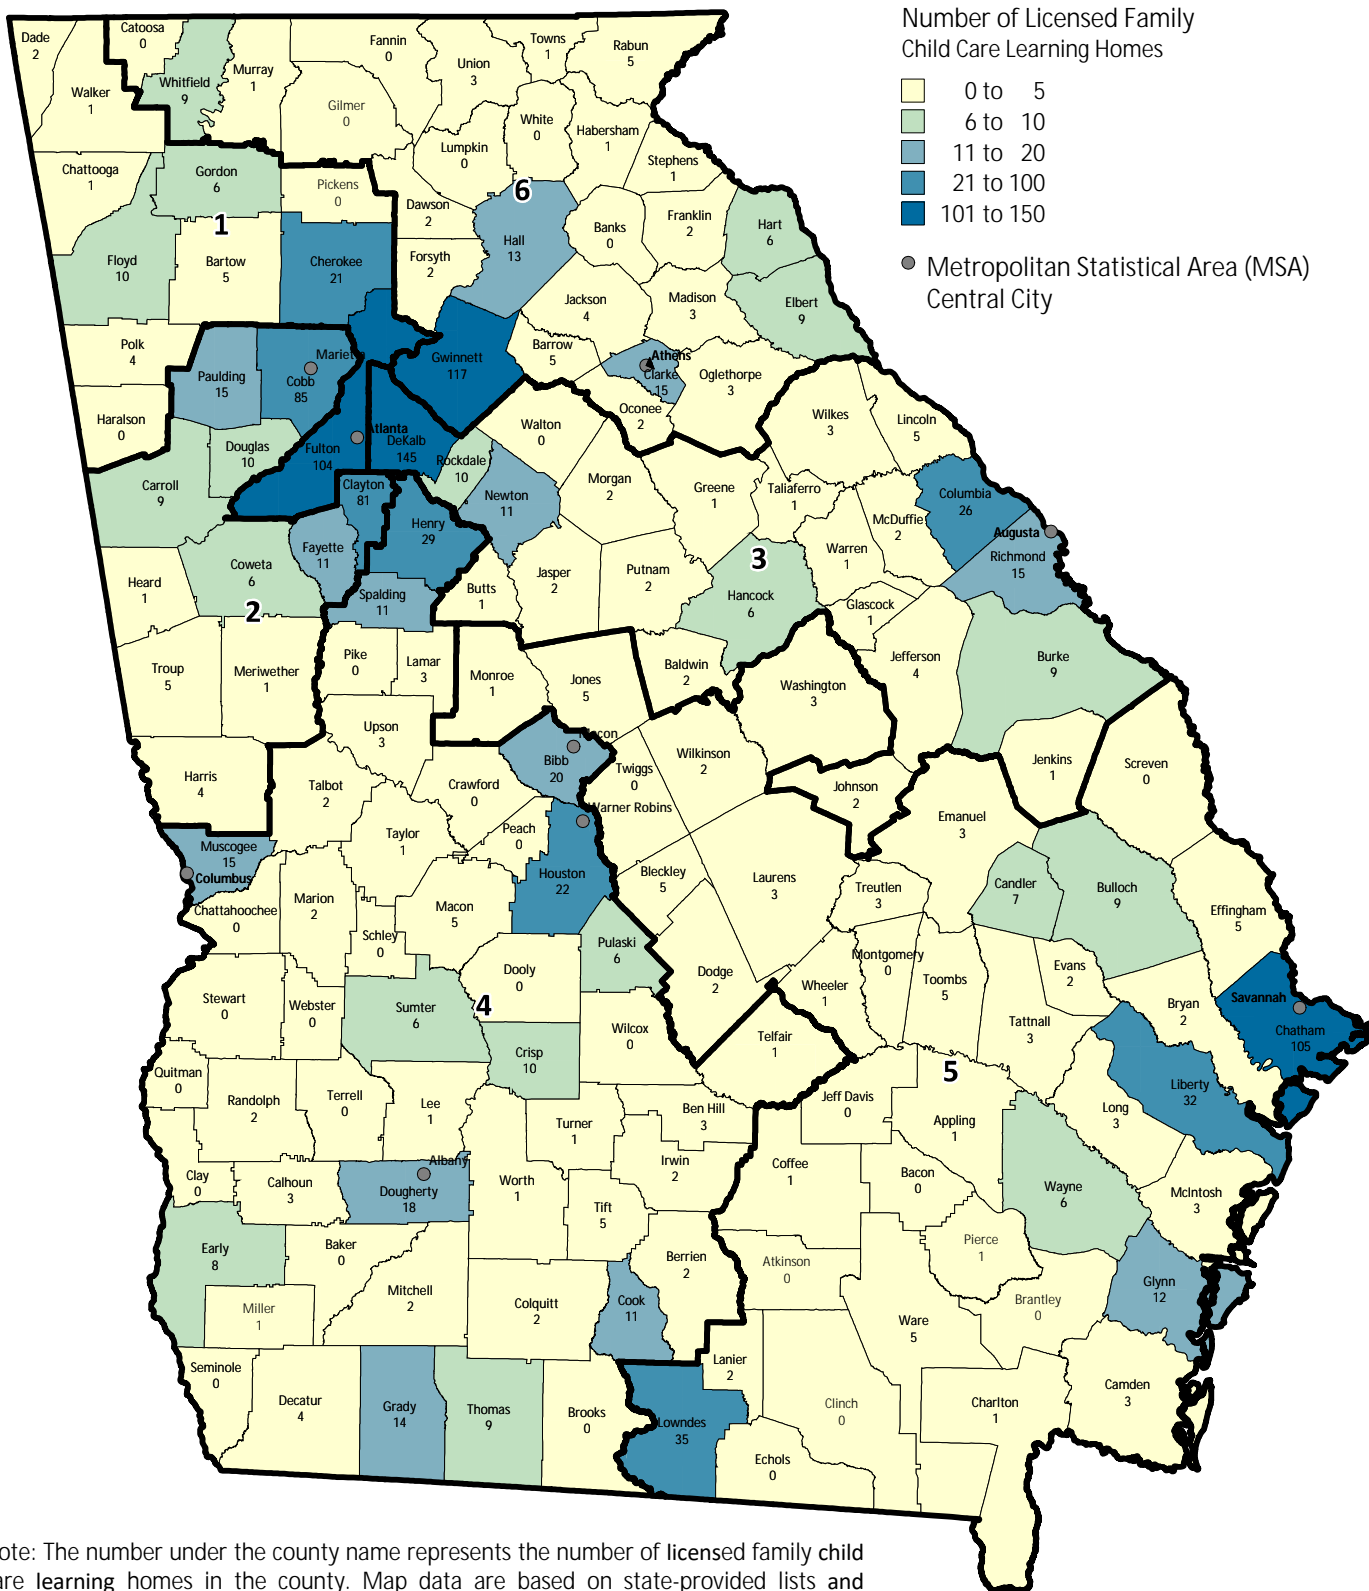 Number of Licensed Family
Child Care Learning Homes
0 to 5
6 to 10
11 to 20
21 to 100
101 to 150
Metropolitan Statistical Area (MSA)
Central City
Dade
2
Catoosa
0
Whitfield
9
Murray
1
Fannin
0
Towns
1
Rabun
5
Union
3
Walker
1
Gilmer
0
White
0
Habersham
1
Lumpkin
0
Stephens
1
Chattooga
1
Gordon
6
Pickens
0
6
Dawson
2
Franklin
2
Hart
6
Banks
0
1
Hall
13
Floyd
10
Bartow
5
Cherokee
21
Forsyth
2
Jackson
4
Madison
3
Elbert
9
Polk
4
Marietta
Cobb
85
Gwinnett
117
Barrow
5
Athens
Clarke
15
Oglethorpe
3
Paulding
15
Haralson
0
Oconee
2
Wilkes
3
Lincoln
5
Douglas
10
Fulton
104
Atlanta
DeKalb
145
Walton
0
Rockdale
10
Carroll
9
Clayton
81
Newton
11
Morgan
2
Greene
1
Taliaferro
1
Columbia
26
McDuffie
2
Augusta
Richmond
15
Henry
29
Fayette
11
Warren
1
3
Coweta
6
Heard
1
Spalding
11
Butts
1
Jasper
2
Putnam
2
Hancock
6
Glascock
1
2
Troup
5
Meriwether
1
Pike
0
Lamar
3
Monroe
1
Jones
5
Baldwin
2
Washington
3
Jefferson
4
Burke
9
Upson
3
Macon
Bibb
20
Twiggs
0
Wilkinson
2
Jenkins
1
Screven
0
Harris
4
Talbot
2
Crawford
0
Johnson
2
Warner Robins
Emanuel
3
Taylor
1
Peach
0
Muscogee
15
Columbus
Houston
22
Bleckley
5
Laurens
3
Treutlen
3
Candler
7
Bulloch
9
Effingham
5
Chattahoochee
0
Marion
2
Macon
5
Schley
0
Pulaski
6
Dooly
0
Dodge
2
Montgomery
0
Wheeler
1
Toombs
5
Evans
2
Stewart
0
Webster
0
Sumter
6
4
Wilcox
0
Tattnall
3
Bryan
2
Savannah
Chatham
105
Crisp
10
Telfair
1
Quitman
0
Randolph
2
Terrell
0
Lee
1
Turner
1
Ben Hill
3
Jeff Davis
0
5
Appling
1
Long
3
Liberty
32
Clay
0
Calhoun
3
Albany
Dougherty
18
Worth
1
Irwin
2
Coffee
1
Bacon
0
Wayne
6
McIntosh
3
Tift
5
Early
8
Baker
0
Berrien
2
Pierce
1
Atkinson
0
Glynn
12
Mitchell
2
Colquitt
2
Cook
11
Miller
1
Ware
5
Brantley
0
Seminole
0
Decatur
4
Grady
14
Thomas
9
Brooks
0
Lowndes
35
Lanier
2
Clinch
0
Charlton
1
Camden
3
Echols
0
ote: The number under the county name represents the number of licensed family child
are learning homes in the county. Map data are based on state-provided lists and